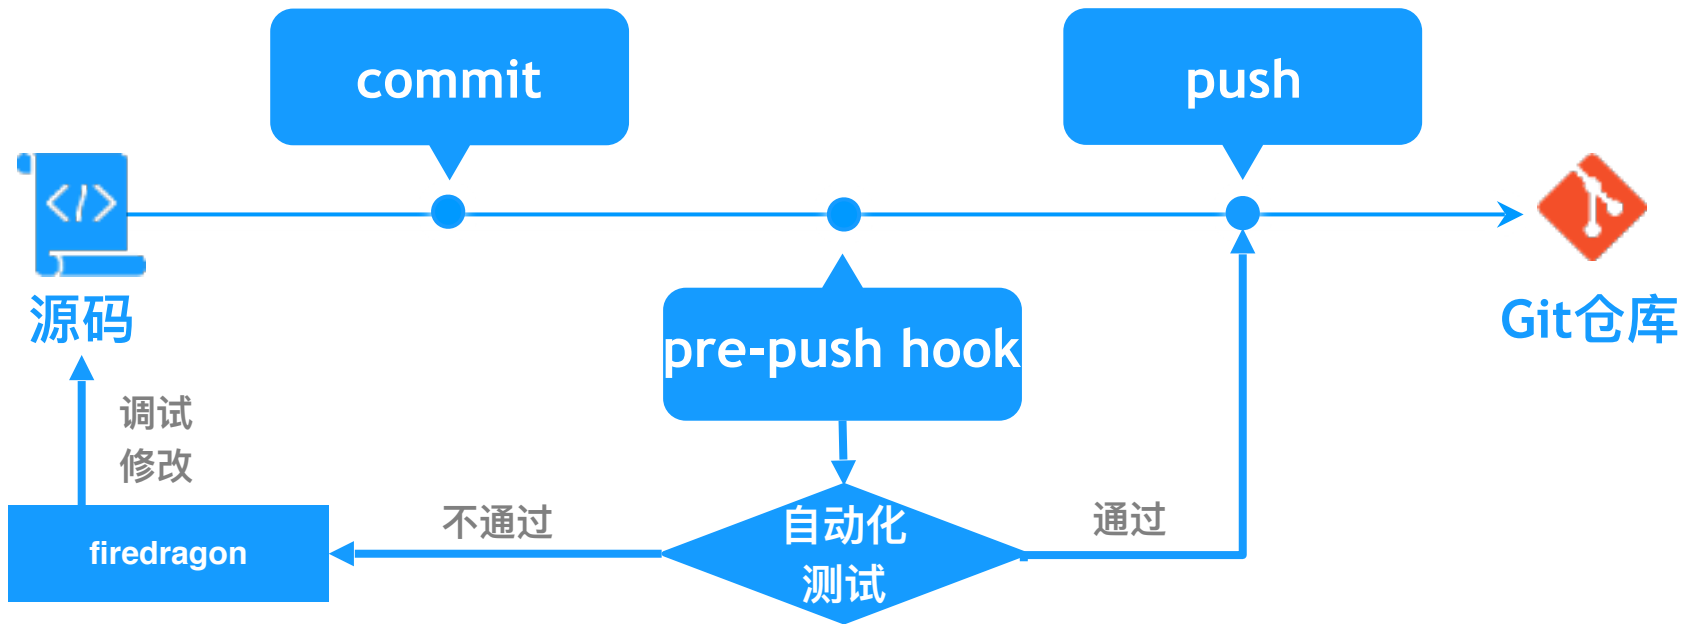 commit
push
源码
Git仓库
pre-push hook
调试
修改
不通过
通过
自动化
测试
firedragon